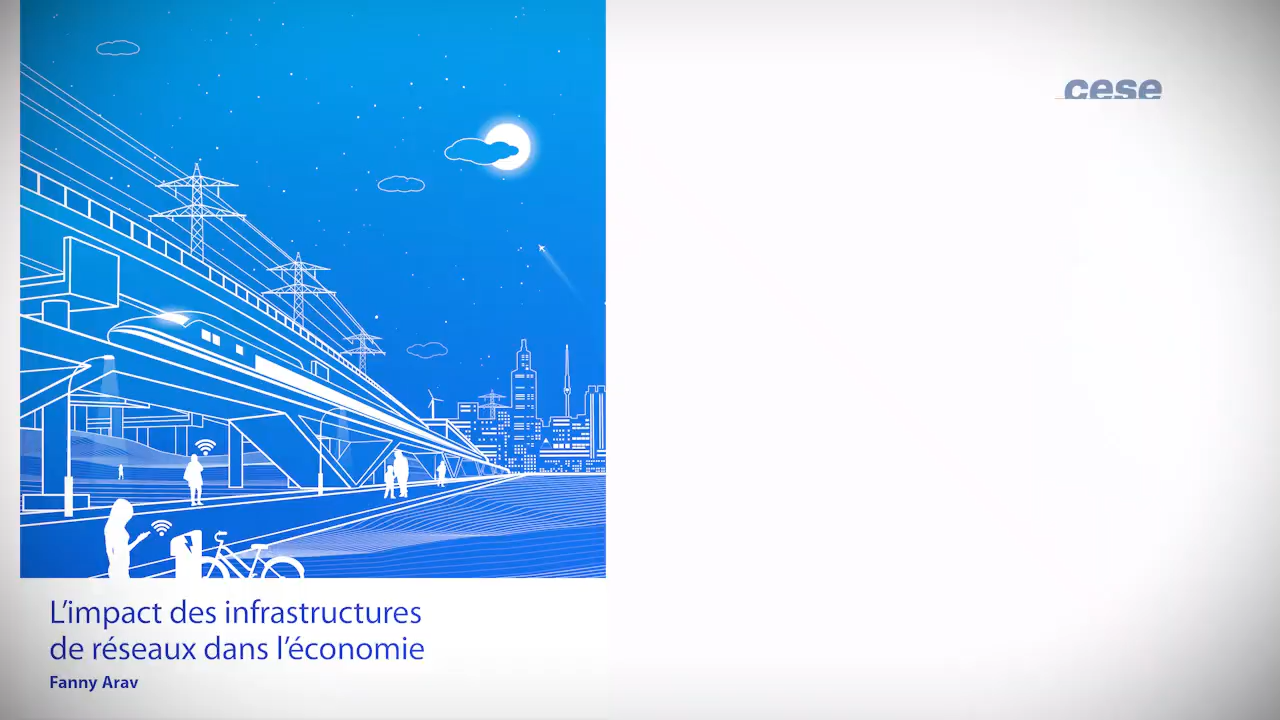 cese
L’impact des infrastructures
de réseaux dans l’économie
Fanny Arav